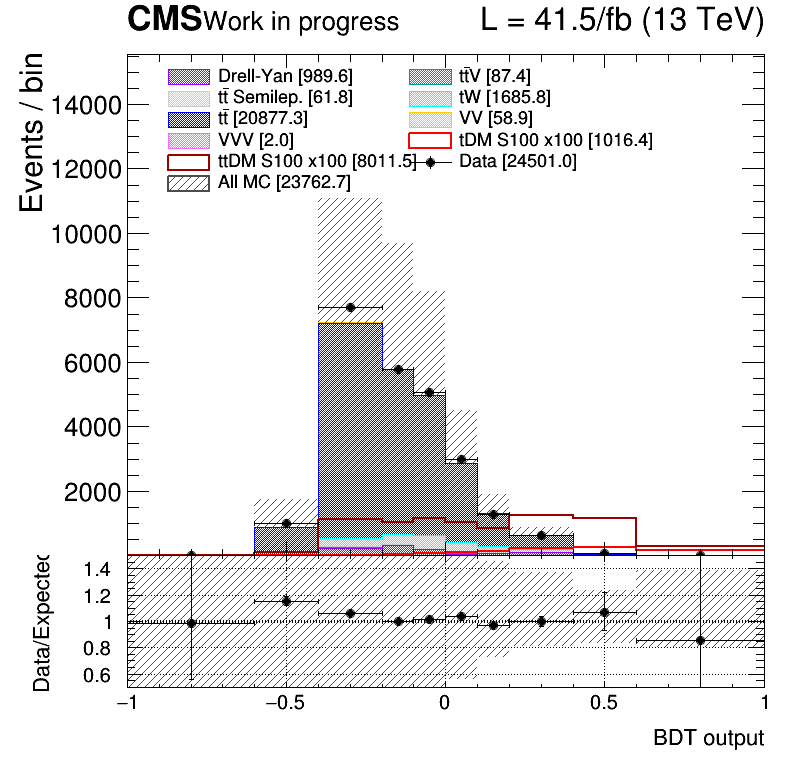 CMS Work in progress L = 41.5/fb (13 TeV)
Events / bin
Drell-Yan [989.6] tt̄V [87.4]
tt̄ Semilep. [61.8] tW [1685.8]
tt̄ [20877.3] VV [58.9]
VVV [2.0] tDM S100 x100 [1016.4]
ttDM S100 x100 [8011.5] Data [24501.0]
All MC [23762.7]
14000
12000
10000
8000
6000
4000
2000
Data/Expected
1.4
1.2
1
0.8
0.6
−1 −0.5 0 0.5 1
BDT output